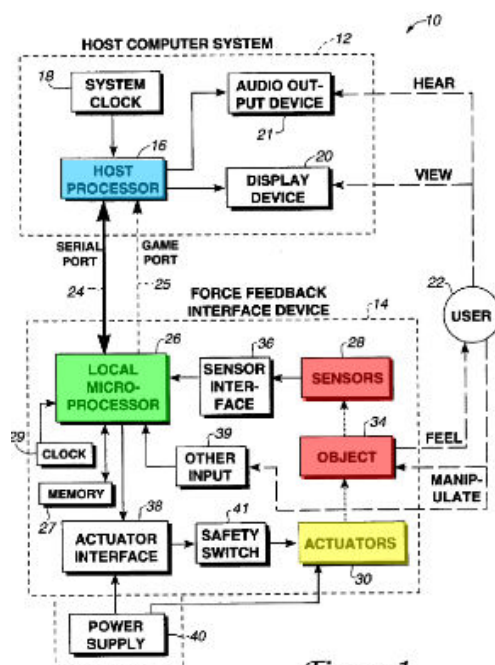 10
HOST COMPUTER SYSTEM
12
18
SYSTEM
CLOCK
AUDIO OUT-
PUT DEVICE
21
HEAR
16
HOST
PROCESSOR
20
DISPLAY
DEVICE
VIEW
SERIAL
PORT
24
GAME
PORT
25
FORCE FEEDBACK
INTERFACE DEVICE
14
22
USER
26
LOCAL
MICRO-
PROCESSOR
36
SENSOR
INTER-
FACE
28
SENSORS
34
OBJECT
FEEL
29
CLOCK
39
OTHER
INPUT
MANIP-
ULATE
MEMORY
27
38
ACTUATOR
INTERFACE
41
SAFETY
SWITCH
ACTUATORS
30
POWER
SUPPLY
40